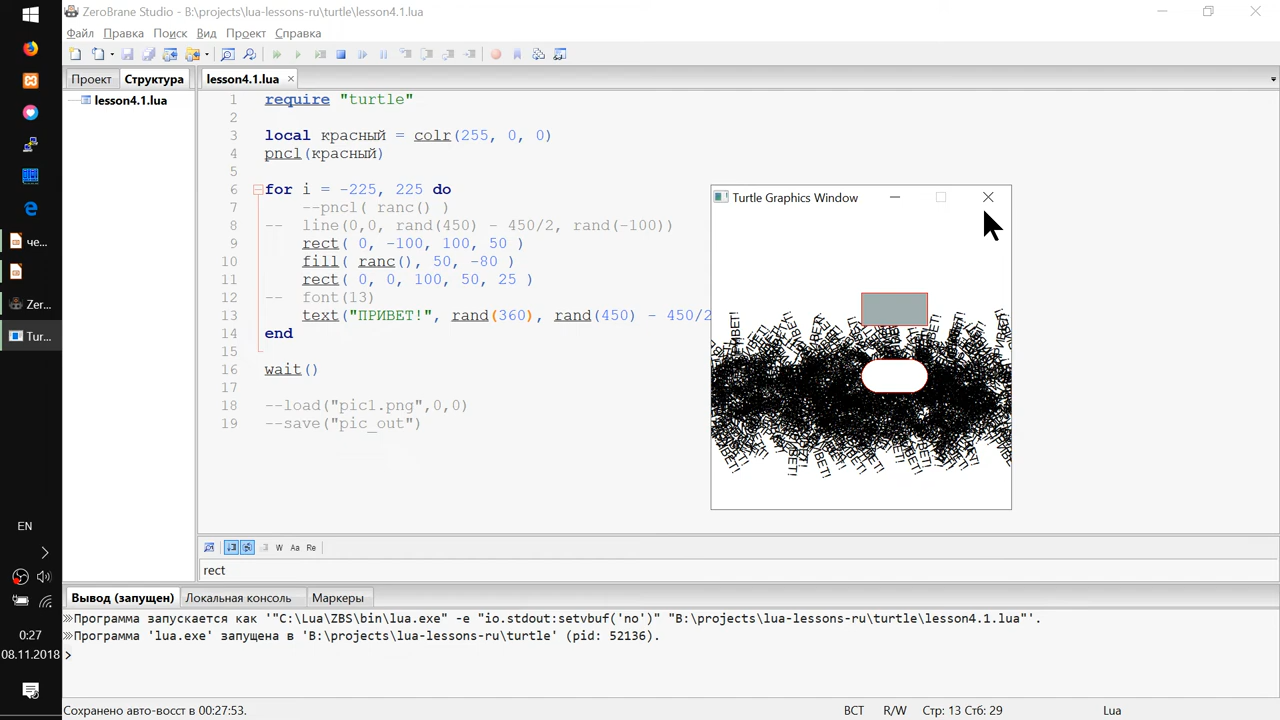 ZeroBrane Studio - B:\projects\lua-lessons-ru\turtle\lesson4.1.lua
Файл Правка Поиск Вид Проект Справка
Проект Структура
lesson4.1.lua
lesson4.1.lua
1 require "turtle"
2
3 local красный = colr(255, 0, 0)
4 pncl(красный)
5
6 for i = -225, 225 do
7 --pncl( ranc() )
8 -- line(0,0, rand(450) - 450/2, rand(-100))
9 rect( 0, -100, 100, 50 )
10 fill( ranc(), 50, -80 )
11 rect( 0, 0, 100, 50, 25 )
12 -- font(13)
13 text("ПРИВЕТ!", rand(360), rand(450) - 450/2
14 end
15
16 wait()
17
18 --load("pic1.png",0,0)
19 --save("pic_out")
Turtle Graphics Window
ПРИВЕТ!
че...
Zer...
Tur...
EN
0:27
08.11.2018
W Aa Re
rect
Вывод (запущен) Локальная консоль Маркеры
Программа запускается как '"C:\Lua\ZBS\bin\lua.exe" -e "io.stdout:setvbuf('no')" "B:\projects\lua-lessons-ru\turtle\lesson4.1.lua"'.
Программа 'lua.exe' запущена в 'B:\projects\lua-lessons-ru\turtle' (pid: 52136).
Сохранено авто-восст в 00:27:53. ВСТ R/W Стр: 13 Стб: 29 Lua